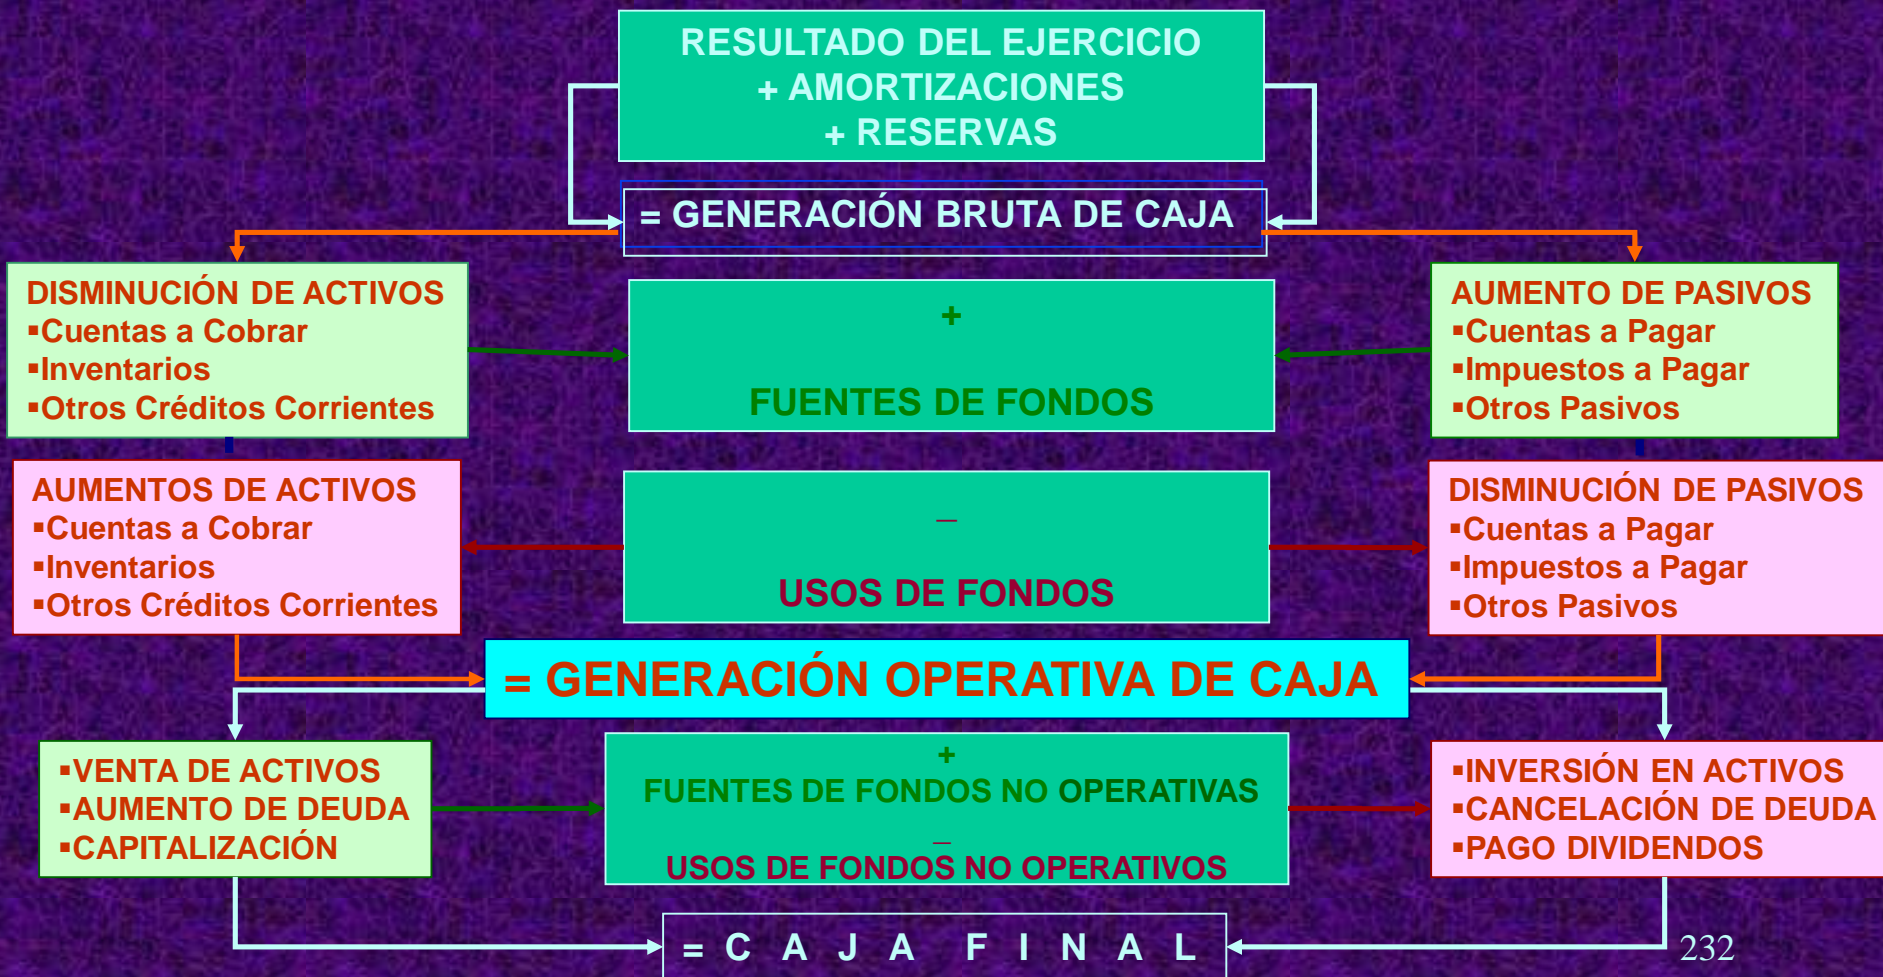 RESULTADO DEL EJERCICIO
+ AMORTIZACIONES
+ RESERVAS
= GENERACIÓN BRUTA DE CAJA
DISMINUCIÓN DE ACTIVOS
▪Cuentas a Cobrar
▪Inventarios
▪Otros Créditos Corrientes
+
FUENTES DE FONDOS
AUMENTO DE PASIVOS
▪Cuentas a Pagar
▪Impuestos a Pagar
▪Otros Pasivos
AUMENTOS DE ACTIVOS
▪Cuentas a Cobrar
▪Inventarios
▪Otros Créditos Corrientes
_
USOS DE FONDOS
DISMINUCIÓN DE PASIVOS
▪Cuentas a Pagar
▪Impuestos a Pagar
▪Otros Pasivos
= GENERACIÓN OPERATIVA DE CAJA
▪VENTA DE ACTIVOS
▪AUMENTO DE DEUDA
▪CAPITALIZACIÓN
+
FUENTES DE FONDOS NO OPERATIVAS
_
USOS DE FONDOS NO OPERATIVOS
▪INVERSIÓN EN ACTIVOS
▪CANCELACIÓN DE DEUDA
▪PAGO DIVIDENDOS
= C A J A F I N A L
232